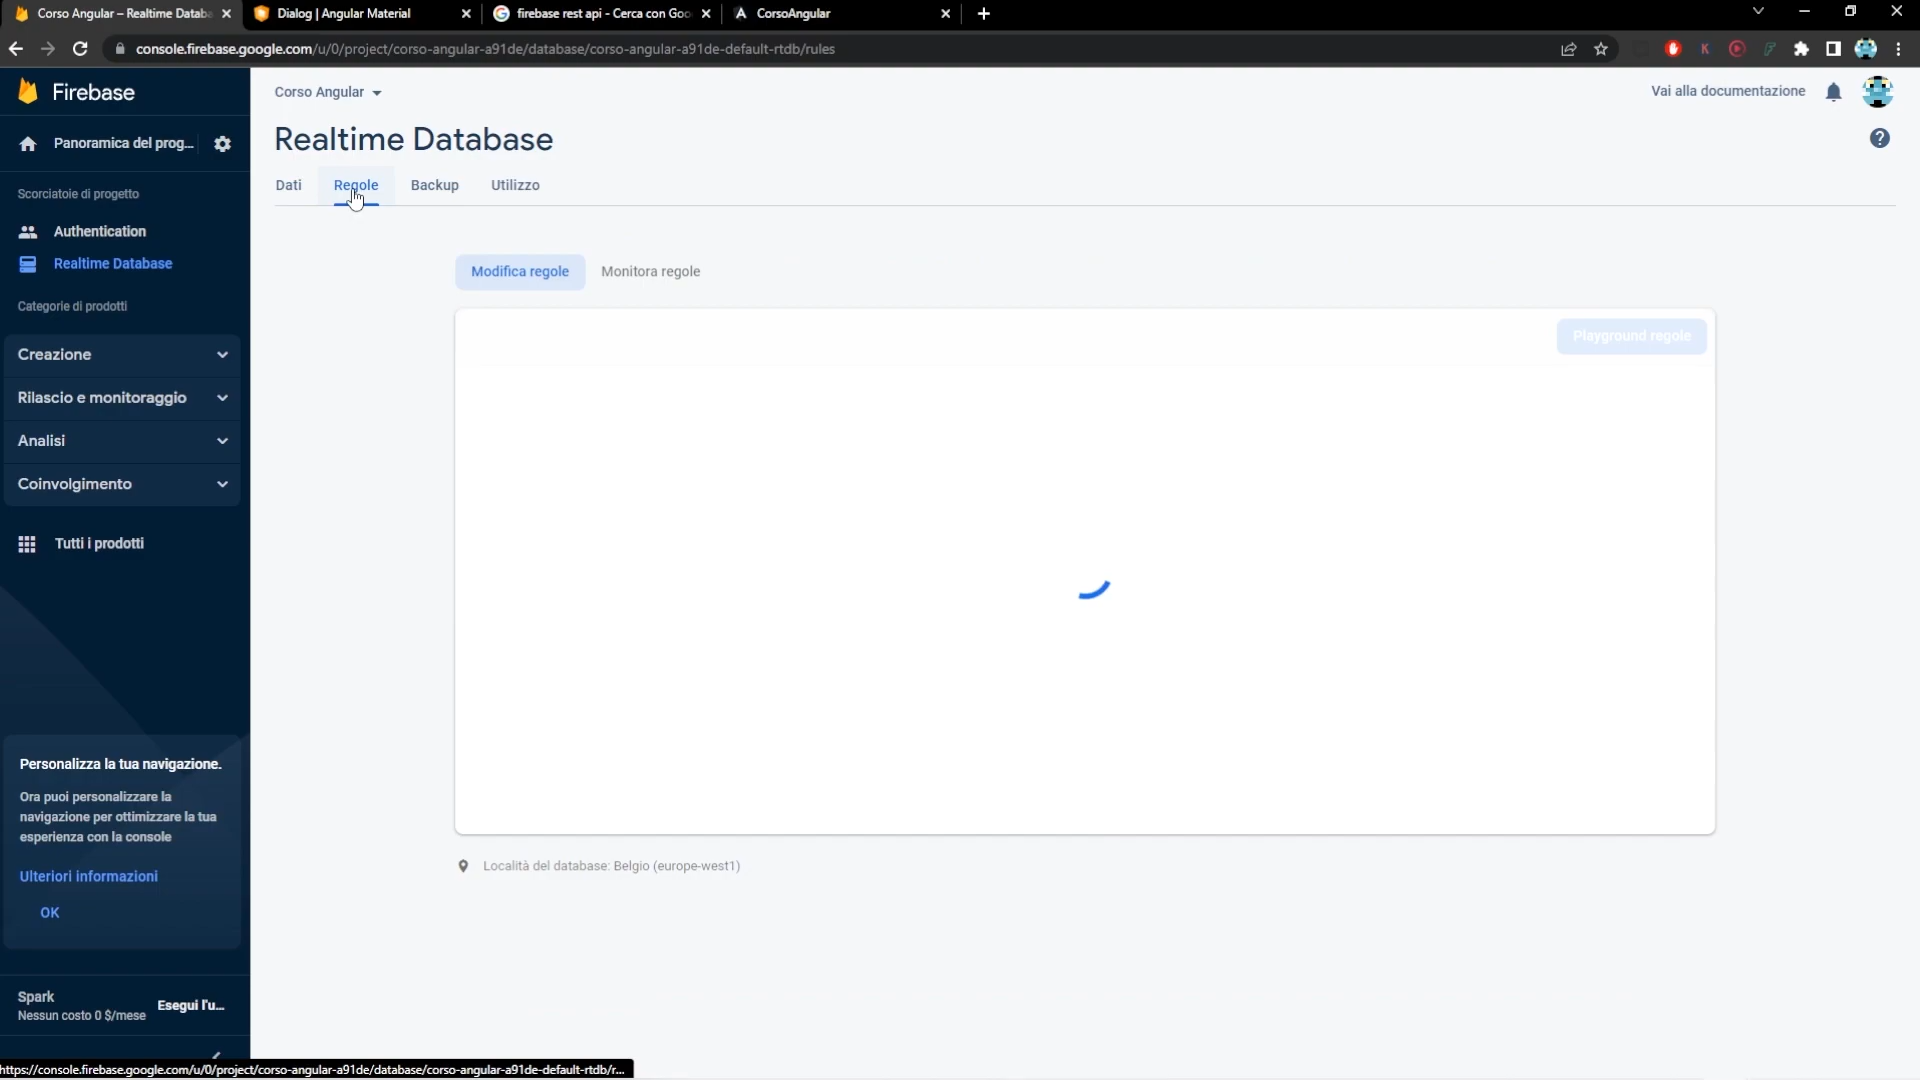 Corso Angular – Realtime Datab
Dialog | Angular Material
firebase rest api - Cerca con Goo
CorsoAngular
console.firebase.google.com/u/0/project/corso-angular-a91de/database/corso-angular-a91de-default-rtdb/rules
Firebase
Corso Angular
Vai alla documentazione
Panoramica del prog...
Realtime Database
Dati
Regole
Backup
Utilizzo
Scorciatoie di progetto
Authentication
Realtime Database
Categorie di prodotti
Creazione
Rilascio e monitoraggio
Analisi
Coinvolgimento
Tutti i prodotti
Modifica regole
Monitora regole
Playground regole
Località del database: Belgio (europe-west1)
Personalizza la tua navigazione.
Ora puoi personalizzare la
navigazione per ottimizzare la tua
esperienza con la console
Ulteriori informazioni
OK
Spark
Nessun costo 0 $/mese
Esegui l'u...
https://console.firebase.google.com/u/0/project/corso-angular-a91de/database/corso-angular-a91de-default-rtdb/r...